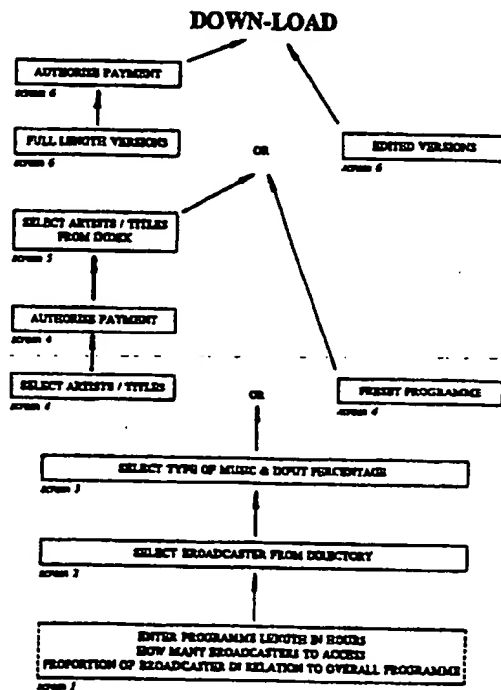 DOWN-LOAD
AUTHORISE PAYMENT
screen 6
FULL LENGTH VERSIONS
screen 6
EDITED VERSIONS
screen 6
OR
SELECT ARTISTS / TITLES
FROM INDEX
screen 5
AUTHORISE PAYMENT
screen 4
SELECT ARTISTS / TITLES
screen 4
OR
PRESET PROGRAMME
screen 4
SELECT TYPE OF MUSIC & INPUT PERCENTAGE
screen 3
SELECT BROADCASTER FROM DIRECTORY
screen 2
ENTER PROGRAMME LENGTH IN HOURS
HOW MANY BROADCASTERS TO ACCESS
PROPORTION OF BROADCASTER IN RELATION TO OVERALL PROGRAMME
screen 1